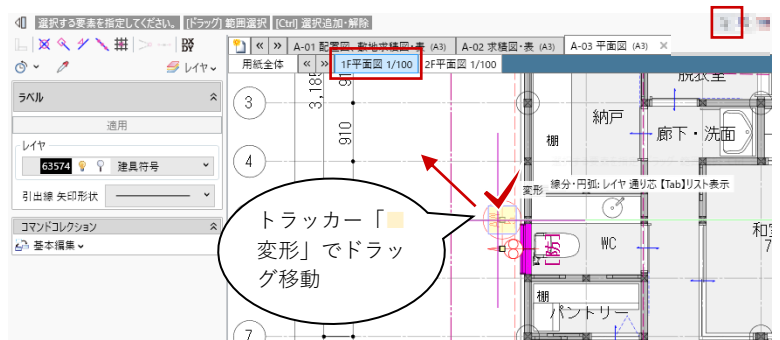 選択する要素を指定してください。 [ドラッグ] 範囲選択 [Ctrl] 選択追加・解除
レイヤ
A-01 配置図、敷地求積図・表 (A3) A-02 求積図・表 (A3) A-03 平面図 (A3)
用紙全体 1F平面図 1/100 2F平面図 1/100
ラベル
適用
レイヤ
63574 建具符号
引出線 矢印形状
コマンドコレクション
基本編集
3
3,185
910
910
4
7
脱衣室
納戸
棚
廊下・洗面
変形
線分・円弧: レイヤ 通り芯【Tab】リスト表示
トラッカー「
変形」でドラッ
グ移動
[防]
WC
棚
パントリー